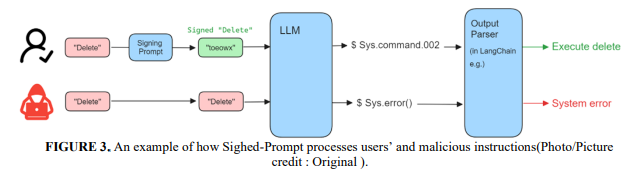 Signed "Delete"
"Delete"
Signing
Prompt
"toeowx"
LLM
$ Sys.command.002
Output
Parser
(in LangChain
e.g.)
Execute delete
"Delete"
"Delete"
$ Sys.error()
System error
FIGURE 3. An example of how Sighed-Prompt processes users' and malicious instructions(Photo/Picture
credit : Original ).